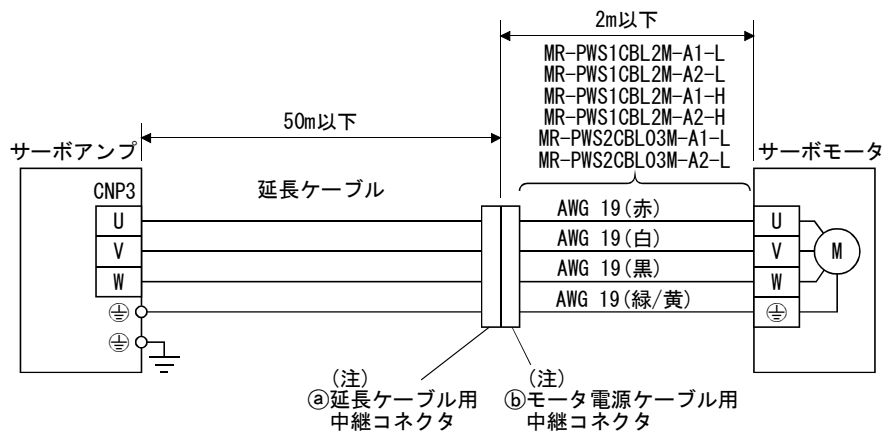 2m以下
MR-PWS1CBL2M-A1-L
MR-PWS1CBL2M-A2-L
MR-PWS1CBL2M-A1-H
MR-PWS1CBL2M-A2-H
MR-PWS2CBL03M-A1-L
MR-PWS2CBL03M-A2-L
50m以下
サーボアンプ
サーボモータ
CNP3
延長ケーブル
U
V
W
AWG 19(赤)
AWG 19(白)
AWG 19(黒)
AWG 19(緑/黄)
U
V
W
M
(注)
ⓐ延長ケーブル用
中継コネクタ
(注)
ⓑモータ電源ケーブル用
中継コネクタ